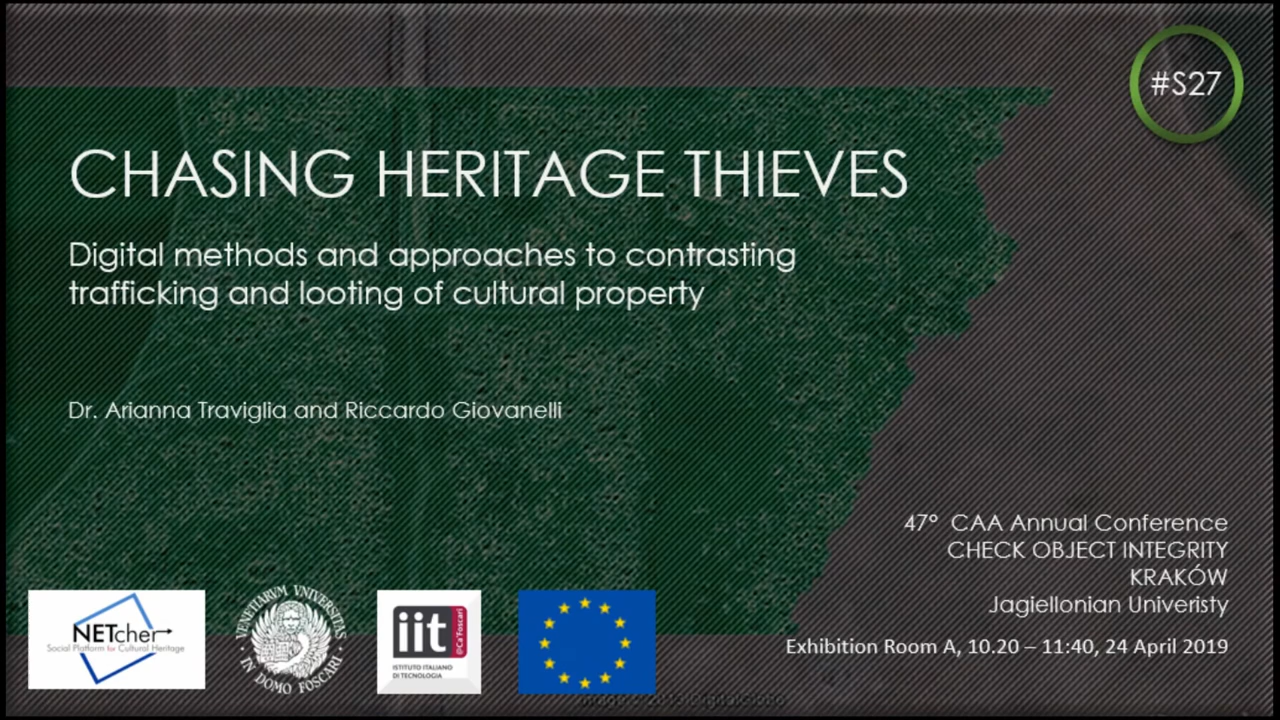 #S27
CHASING HERITAGE THIEVES
Digital methods and approaches to contrasting
trafficking and looting of cultural property
Dr. Arianna Traviglia and Riccardo Giovanelli
47° CAA Annual Conference
CHECK OBJECT INTEGRITY
KRAKÓW
Jagiellonian Univeristy
Exhibition Room A, 10.20 – 11:40, 24 April 2019
NETcher
Social Platform for Cultural Heritage
VENETIARVM VNIVERSITAS
IN DOMO FOSCARI
iit
@Ca'Foscari
ISTITUTO ITALIANO
DI TECNOLOGIA